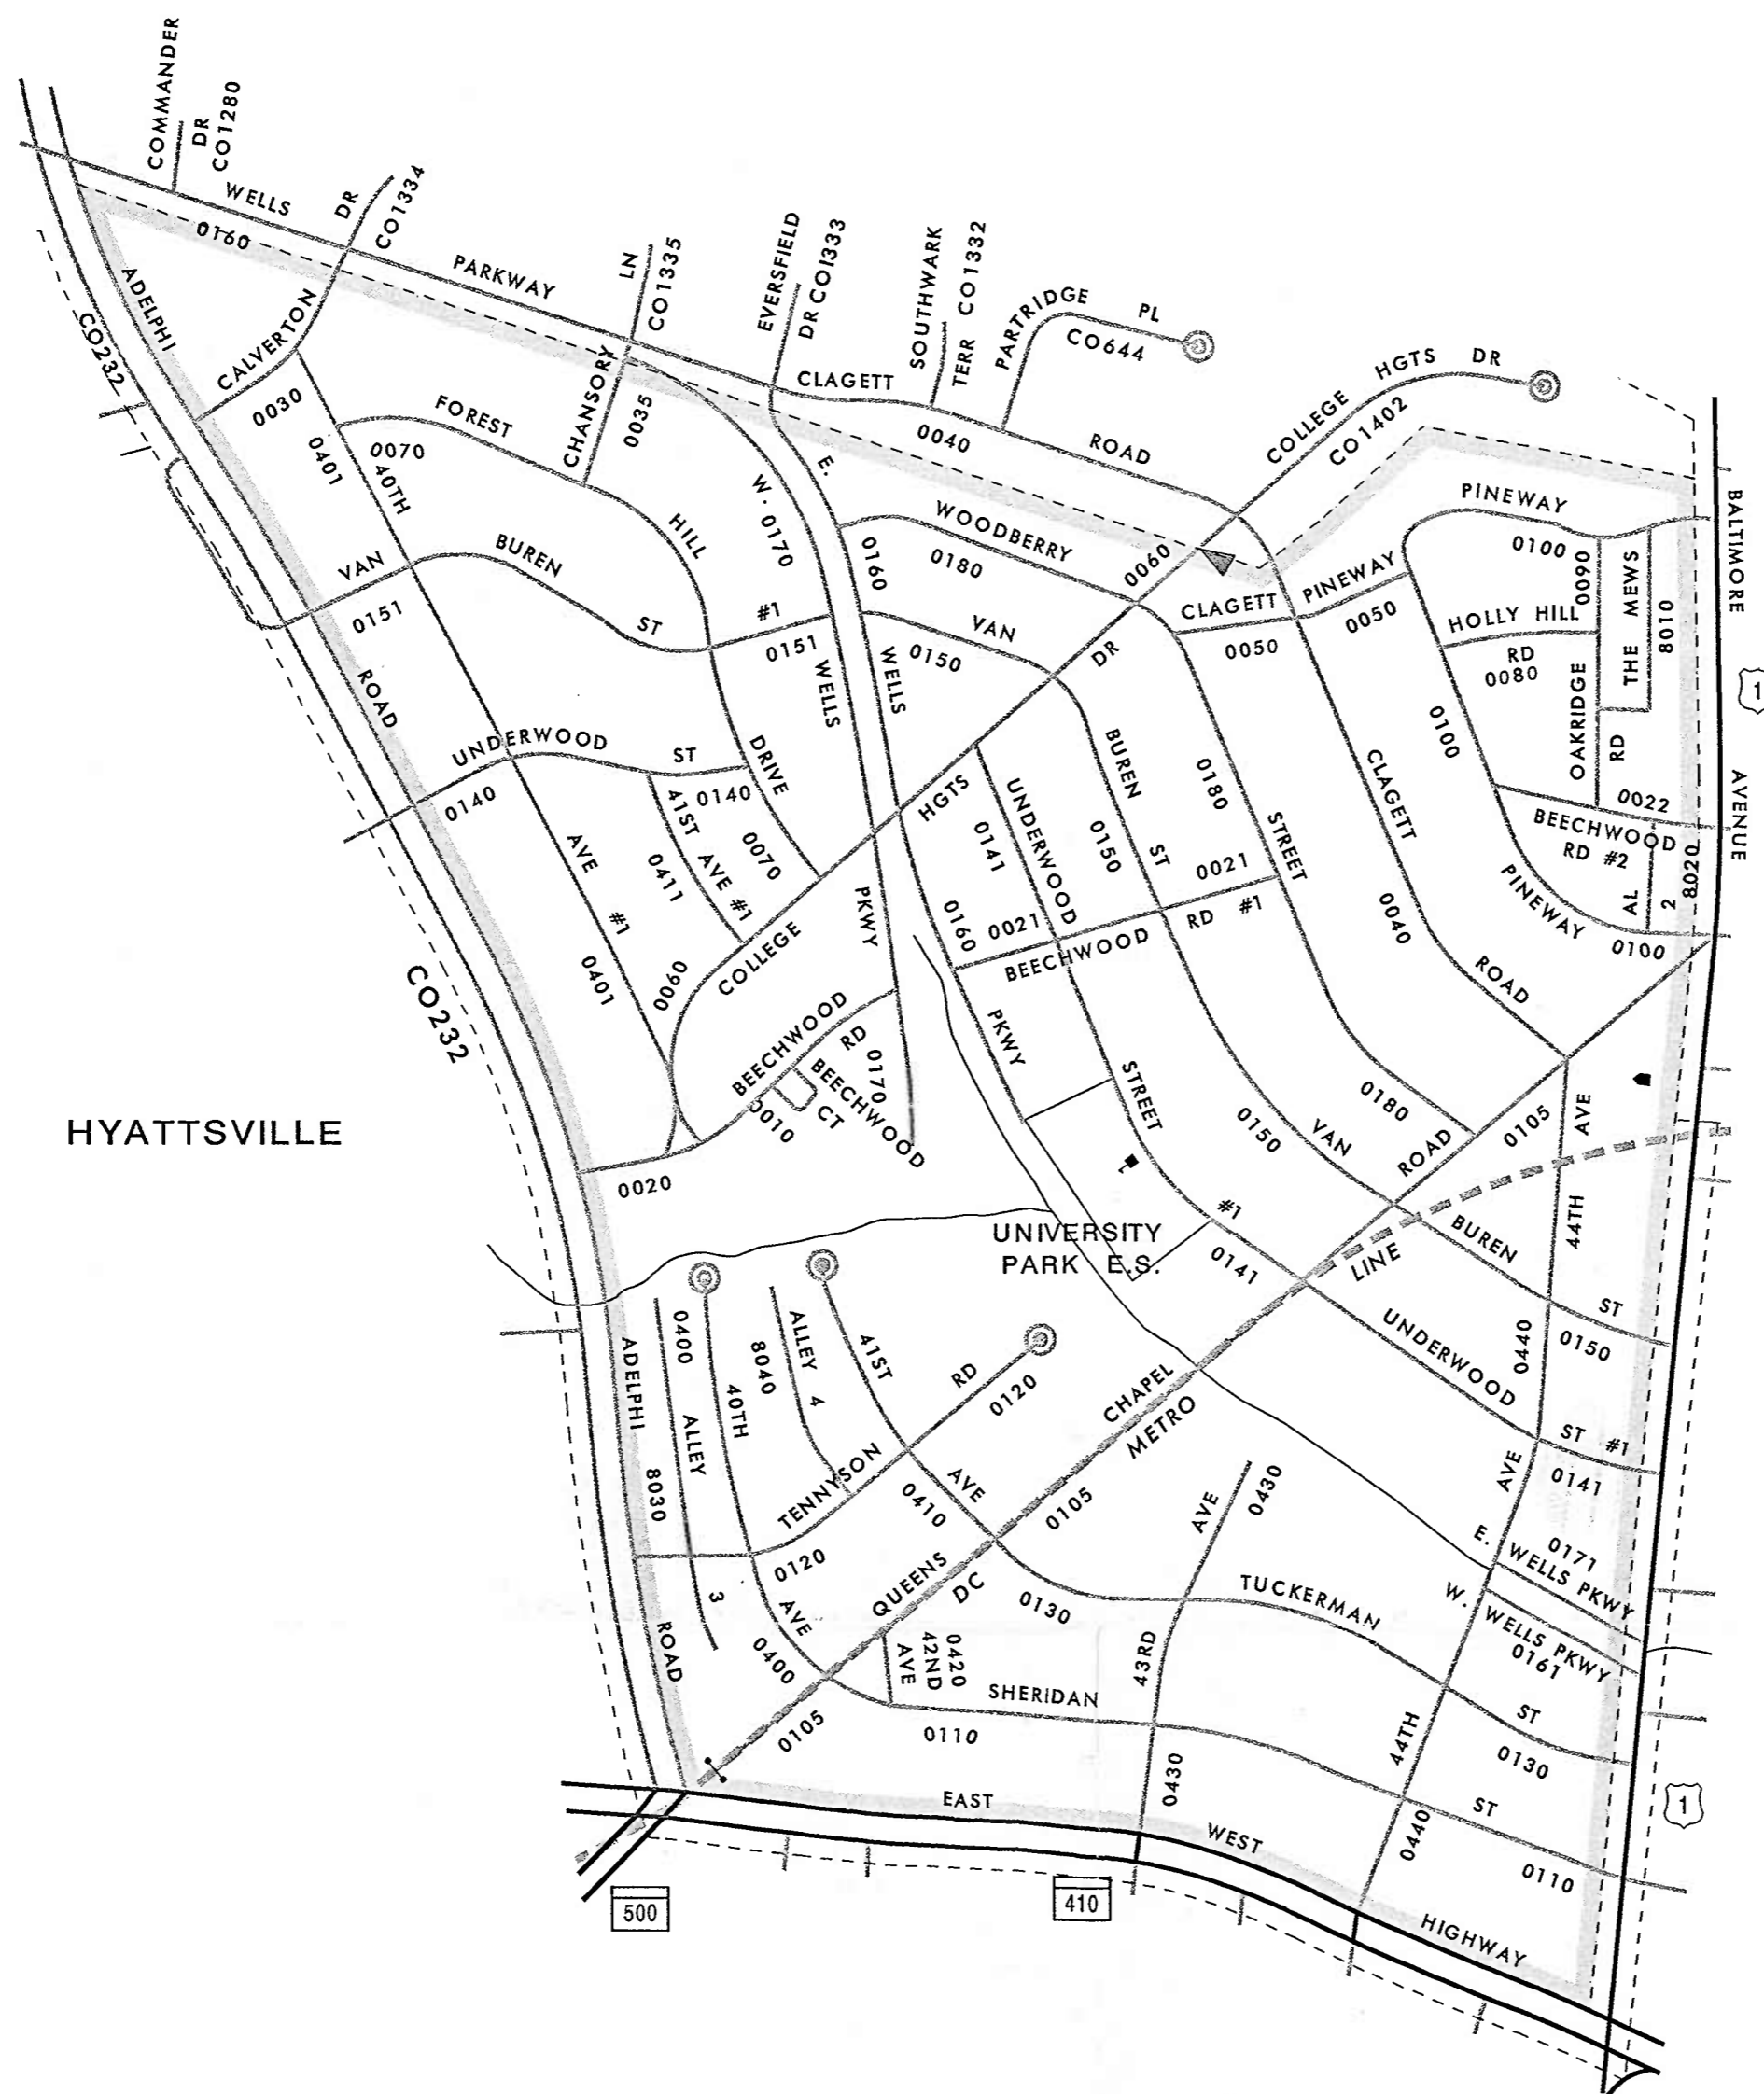 COMMANDER
DR
CO1280
WELLS
0160
DR
CO1334
PARKWAY
LN
CO1335
EVERSFIELD
DR CO1333
SOUTHWARK
TERR CO1332
PARTRIDGE PL
CO644
CLAGETT
0040
ROAD
COLLEGE HGTS DR
CO1402
ADELPHI
CO232
CALVERTON
0030
0401
40TH
FOREST
0070
CHANSORY
0035
E.
W. 0170
WOODBERRY
0180
0160
0060
PINEWAY
0100
0090
THE MEWS
8010
BALTIMORE
HILL
VAN
BUREN
0151
ST
#1
0151
VAN
0150
WELLS
WELLS
DR
CLAGETT
0050
PINEWAY
0050
HOLLY HILL
RD
0080
OAKRIDGE
RD
1
ROAD
UNDERWOOD
ST
0140
0140
DRIVE
0070
41ST AVE #1
0411
AVE
#1
0401
HGTS
UNDERWOOD
0141
BUREN
0150
ST
0180
STREET
CLAGETT
0040
0100
0022
BEECHWOOD
RD #2
AL 2
8020
AVENUE
PINEWAY
0100
0021
0021
BEECHWOOD RD #1
0160
PKWY
COLLEGE
0060
CO232
BEECHWOOD
RD
0170
BEECHWOOD
CT
0010
0020
PKWY
STREET
ROAD
0180
0150
VAN
ROAD
0105
AVE
44TH
HYATTSVILLE
UNIVERSITY
PARK E.S.
#1
0141
LINE
BUREN
ST
0150
0440
UNDERWOOD
ST #1
0141
ADELPHI
0400
ALLEY
8030
3
40TH
8040
ALLEY 4
41ST
RD
0120
TENNYSON
0120
AVE
0410
CHAPEL
METRO
0105
AVE
0430
AVE
E. WELLS PKWY
0171
W. WELLS PKWY
0161
QUEENS
DC
0130
TUCKERMAN
ST
0130
ROAD
AVE
0400
0420
42ND
AVE
SHERIDAN
0110
0105
43RD
0430
44TH
0440
ST
0110
EAST
WEST
HIGHWAY
500
410
1